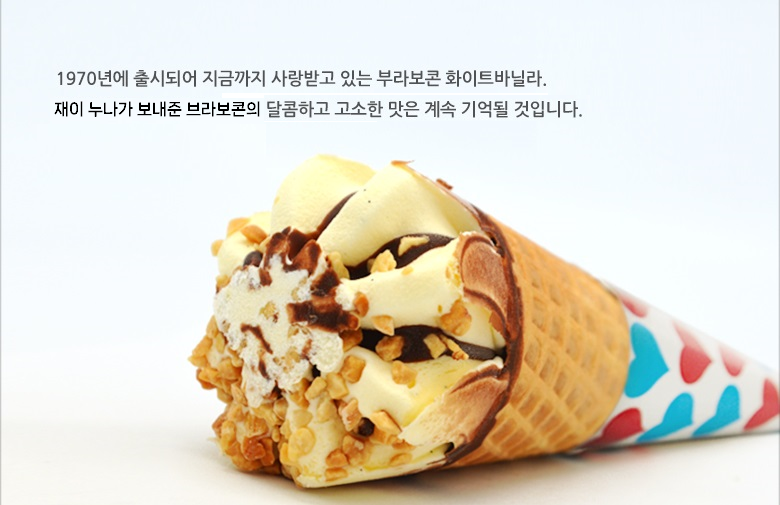 1970년에 출시되어 지금까지 사랑받고 있는 부라보콘 화이트바닐라.
재이 누나가 보내준 브라보콘의 달콤하고 고소한 맛은 계속 기억될 것입니다.